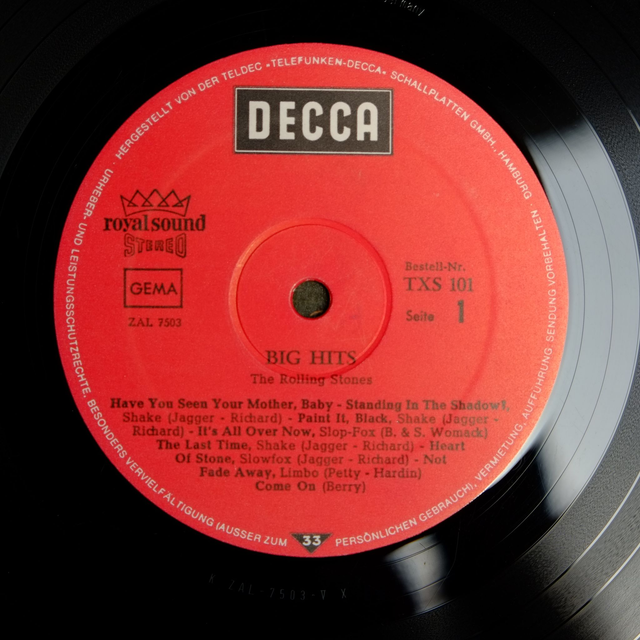 HERGESTELLT VON DER TELDEC »TELEFUNKEN-DECCA« SCHALLPLATTEN GMBH., HAMBURG · SENDUNG VORBEHALTEN
DECCA
royal sound
STEREO
GEMA
ZAL 7503
Bestell-Nr.
TXS 101
Seite 1
BIG HITS
The Rolling Stones
Have You Seen Your Mother, Baby - Standing In The Shadow1,
Shake (Jagger - Richard) - Paint It, Black, Shake (Jagger -
Richard) - It's All Over Now, Slop-Fox (B. & S. Womack)
The Last Time, Shake (Jagger - Richard) - Heart
Of Stone, Slowfox (Jagger - Richard) - Not
Fade Away, Limbo (Petty - Hardin)
Come On (Berry)
URHEBER- UND LEISTUNGSSCHUTZRECHTE, BESONDERS VERVIELFÄLTIGUNG (AUSSER ZUM PERSÖNLICHEN GEBRAUCH), VERMIETUNG, AUFFÜHRUNG,
33
ZAL-7503-V X